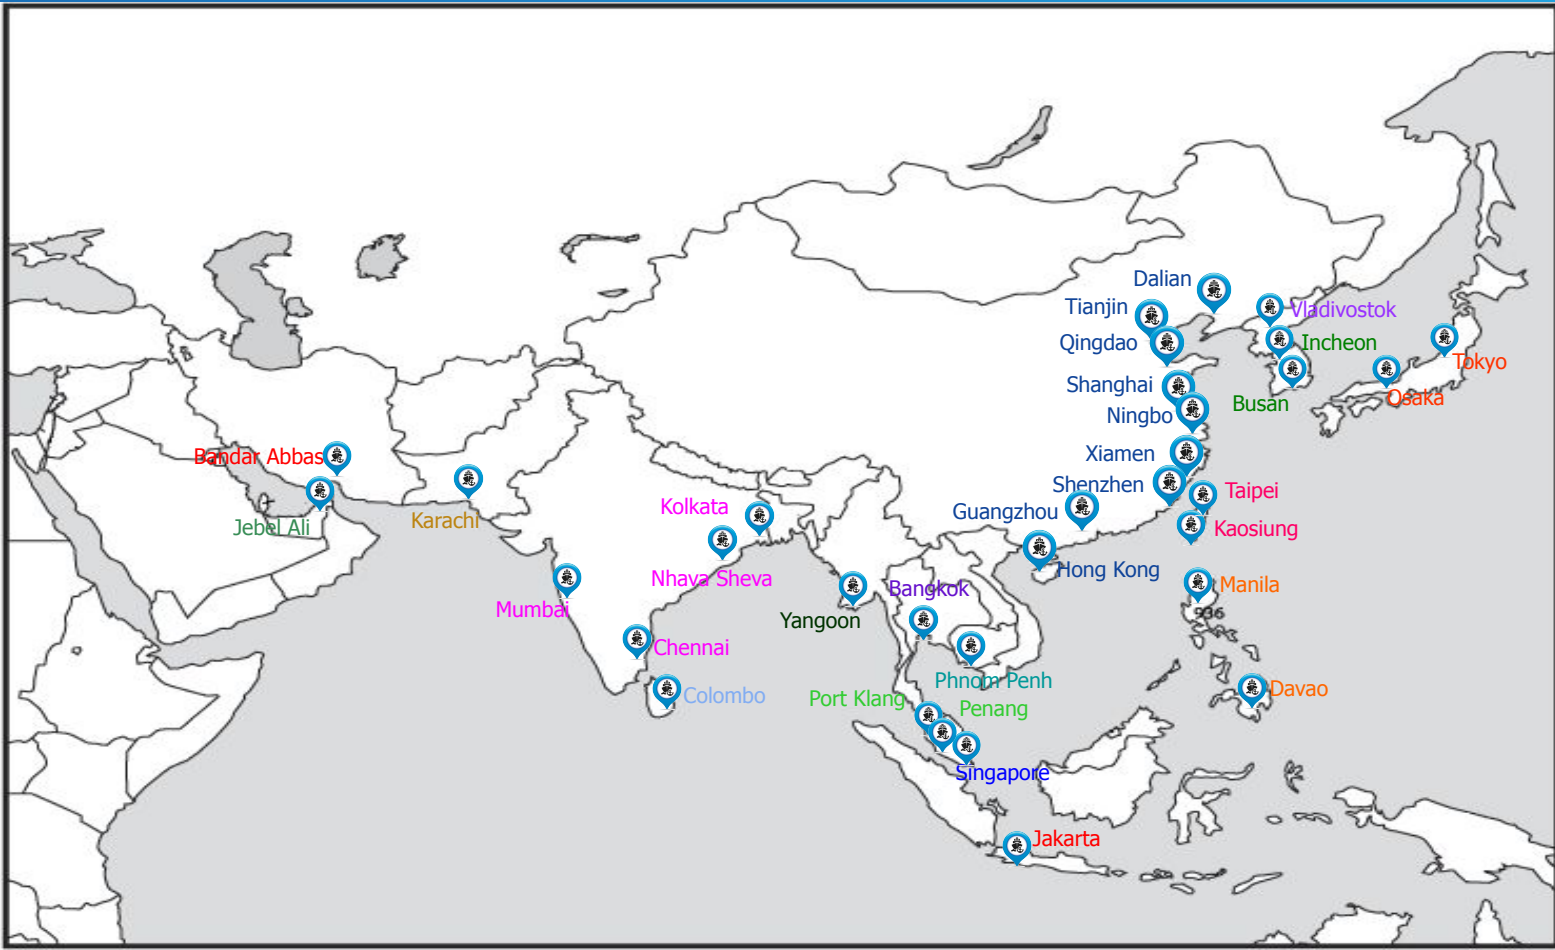 Dalian
Tianjin
Vladivostok
Qingdao
Incheon
Tokyo
Shanghai
Osaka
Busan
Ningbo
Xiamen
Bandar Abbas
Shenzhen
Taipei
Kolkata
Guangzhou
Karachi
Jebel Ali
Kaosiung
Hong Kong
Nhava Sheva
Bangkok
Manila
Mumbai
936
Yangoon
Chennai
Phnom Penh
Davao
Colombo
Port Klang
Penang
Singapore
Jakarta